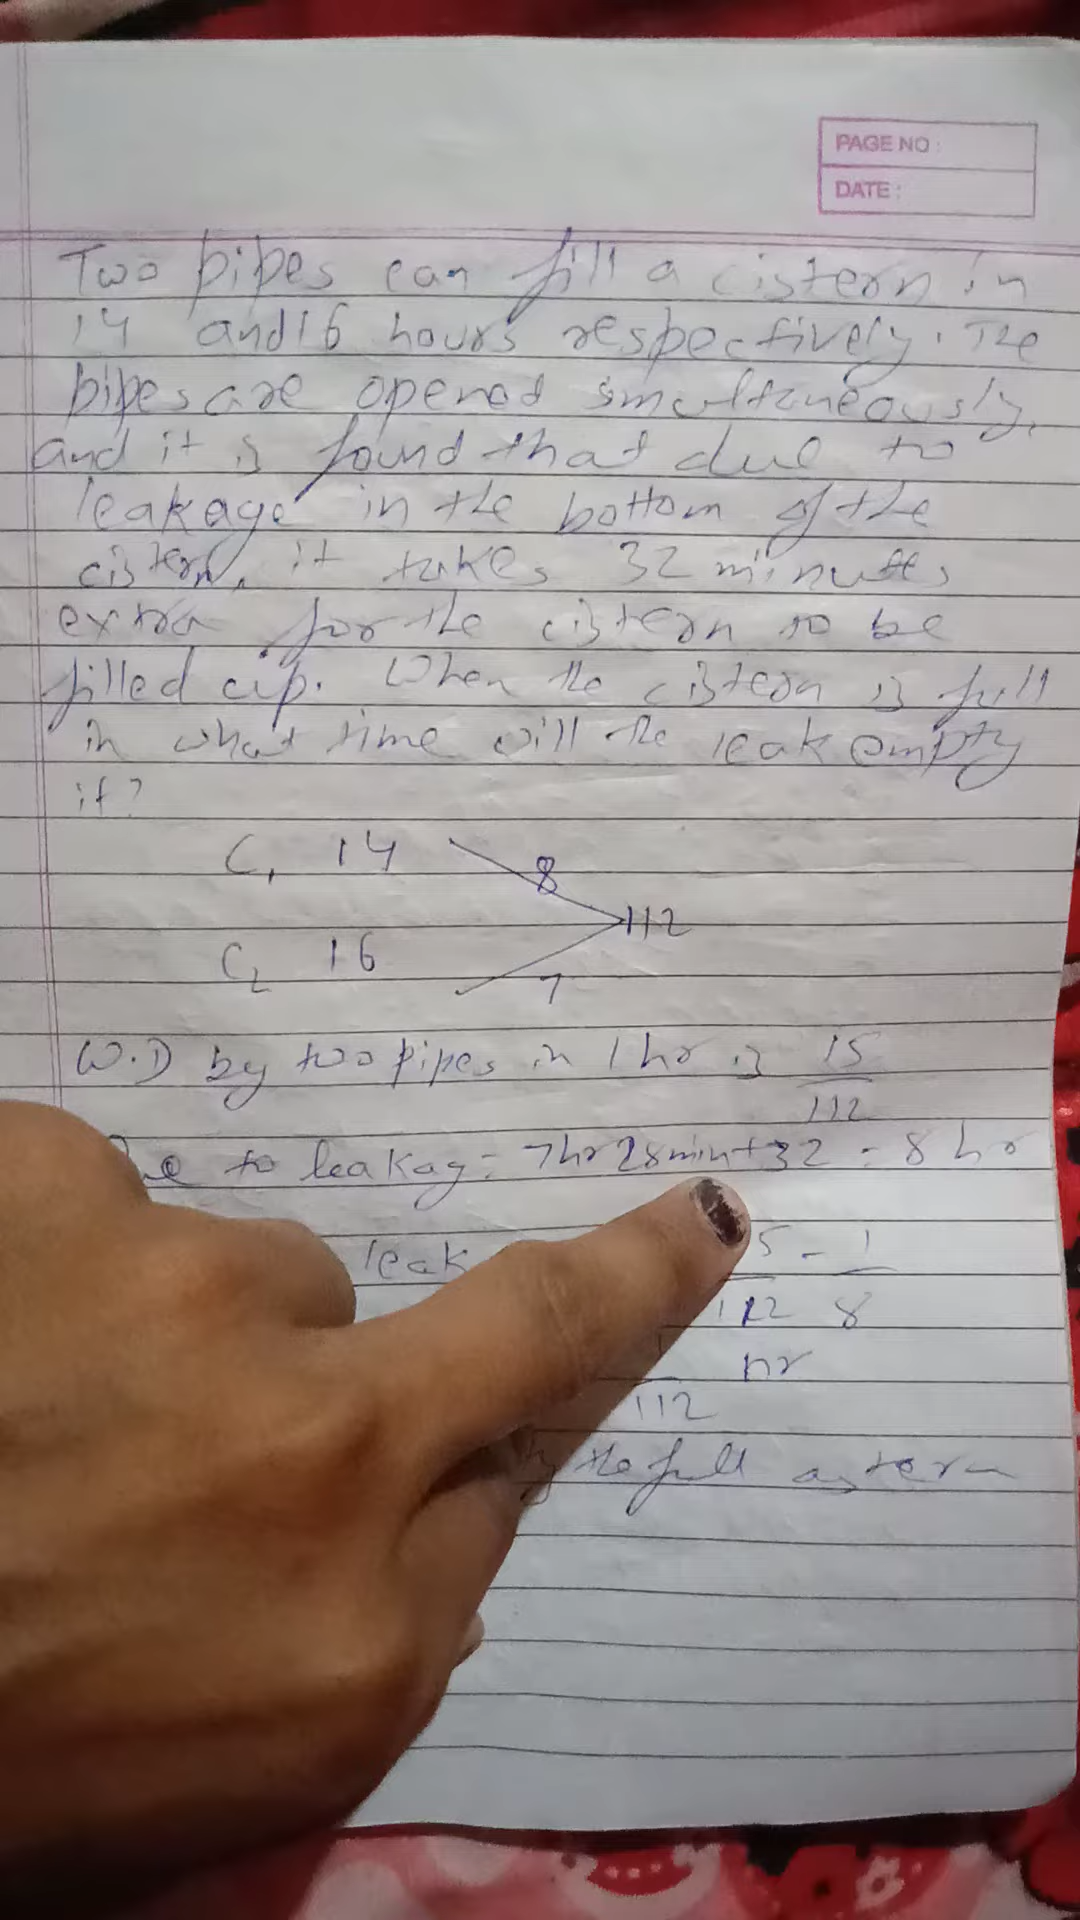 PAGE NO :
DATE :
Two pipes can fill a cistern in
14 and 16 hours respectively. The
pipes are opened smultaneously,
and it is found that due to
leakage in the bottom of the
cistern, it takes 32 minutes
extra for the cistern to be
filled up. When the cistern is full
in what time will the leak empty
it?
C1 14
8
112
C2 16
7
W.D by two pipes in 1 hr is 15/112
to leakag = 7hr 28min + 32 = 8 hr
leak 5/112 - 1/8
112 hr
the full cistern